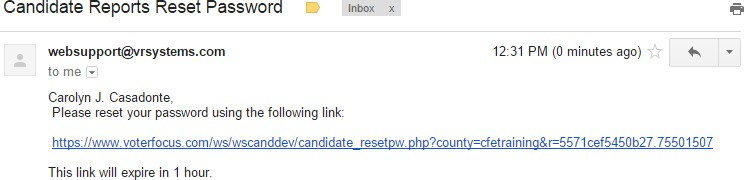 Candidate Reports Reset Password Inbox x
websupport@vrsystems.com 12:31 PM (0 minutes ago)
to me
Carolyn J. Casadonte,
Please reset your password using the following link:
https://www.voterfocus.com/ws/wscanddev/candidate_resetpw.php?county=cfetraining&r=5571cef5450b27.75501507
This link will expire in 1 hour.